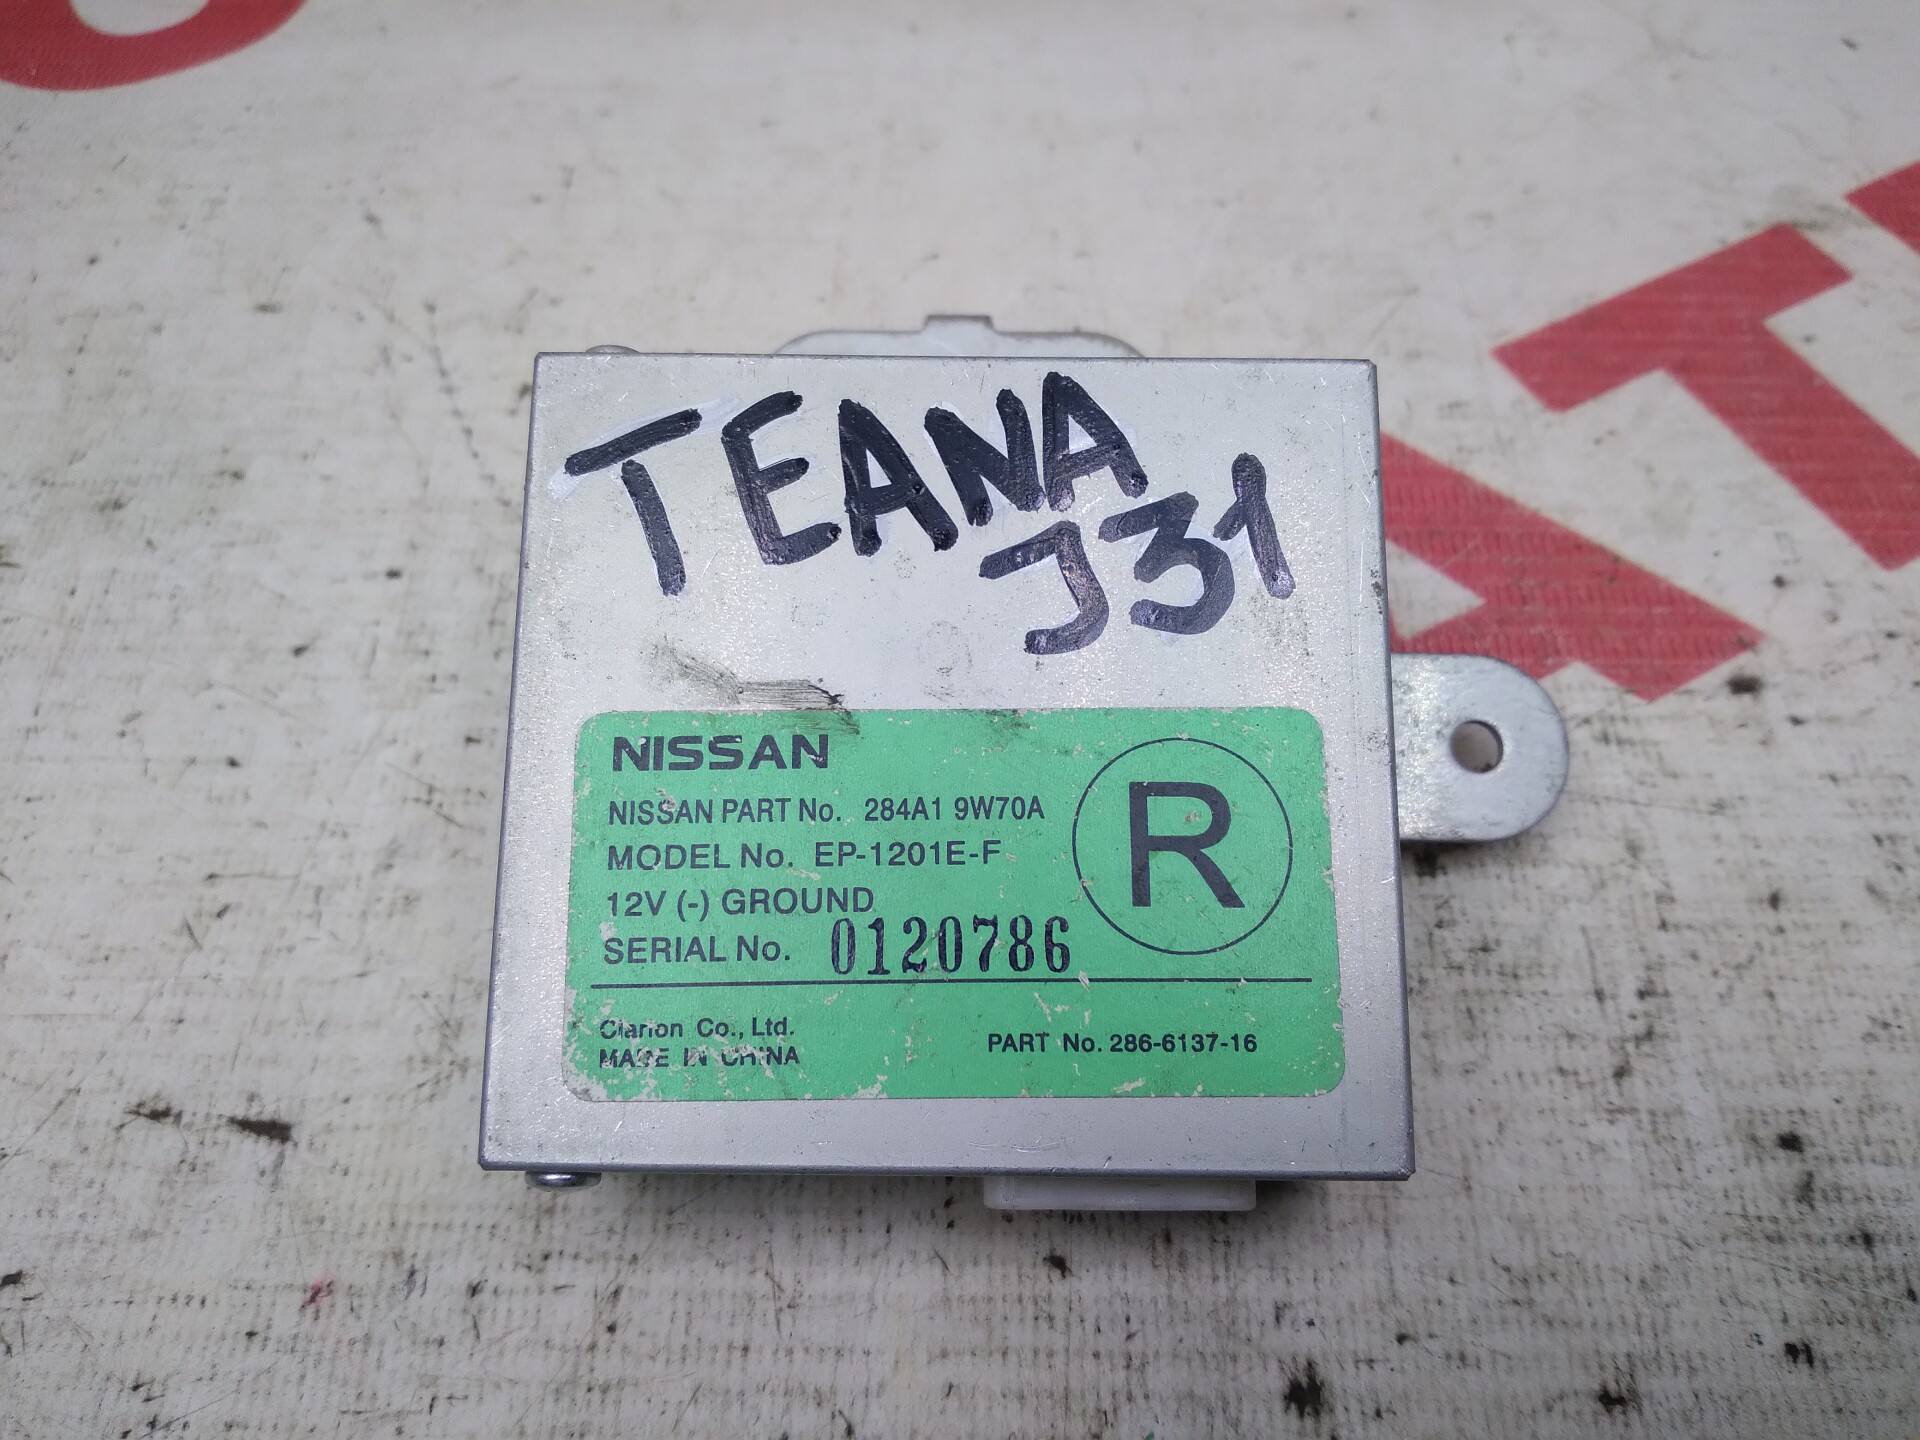 TEANA
J31
NISSAN
NISSAN PART No. 284A1 9W70A
MODEL No. EP-1201E-F
12V (-) GROUND
SERIAL No. 0120786
R
Clarion Co., Ltd.
MADE IN CHINA
PART No. 286-6137-16